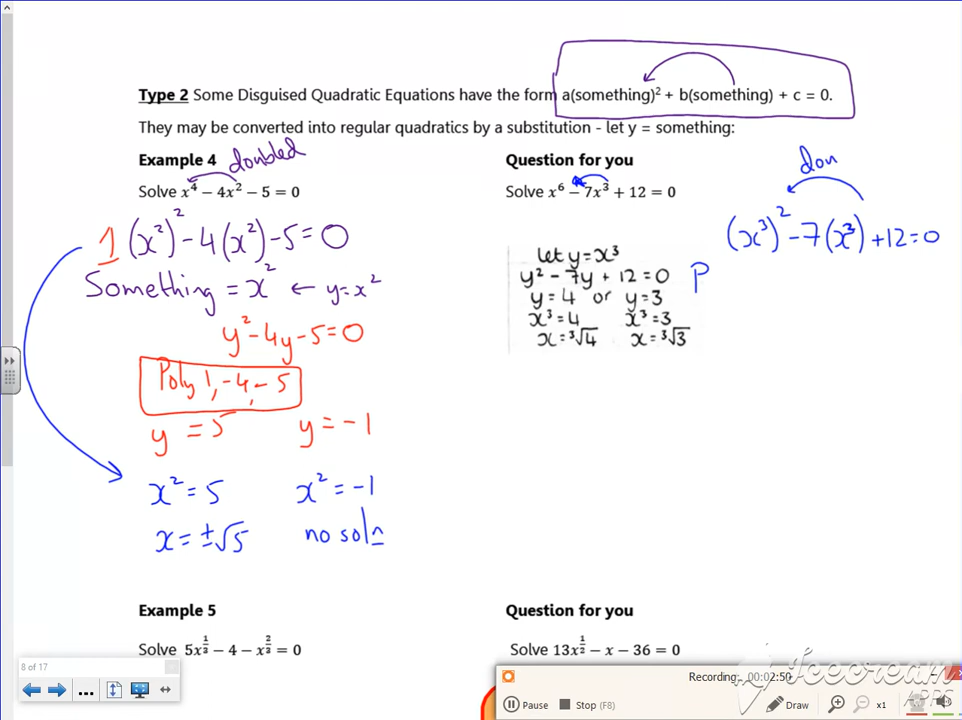 Type 2 Some Disguised Quadratic Equations have the form a(something)² + b(something) + c = 0.
They may be converted into regular quadratics by a substitution - let y = something:
Example 4 doubled
Solve x⁴ − 4x² − 5 = 0
1(x²)² - 4(x²) - 5 = 0
Something = x² ← y = x²
y² - 4y - 5 = 0
Poly 1, -4, -5
y = 5 y = -1
x² = 5 x² = -1
x = ±√5 no soln
Question for you
Solve x⁶ − 7x³ + 12 = 0
dou
(x³)² - 7(x³) + 12 = 0
let y = x³
y² - 7y + 12 = 0 P
y = 4 or y = 3
x³ = 4 x³ = 3
x = ³√4 x = ³√3
Example 5
Solve 5x^(1/3) − 4 − x^(2/3) = 0
Question for you
Solve 13x^(1/2) − x − 36 = 0
8 of 17
Recording... 00:02:59
Icecream
APPS
Pause Stop (F8) Draw x1